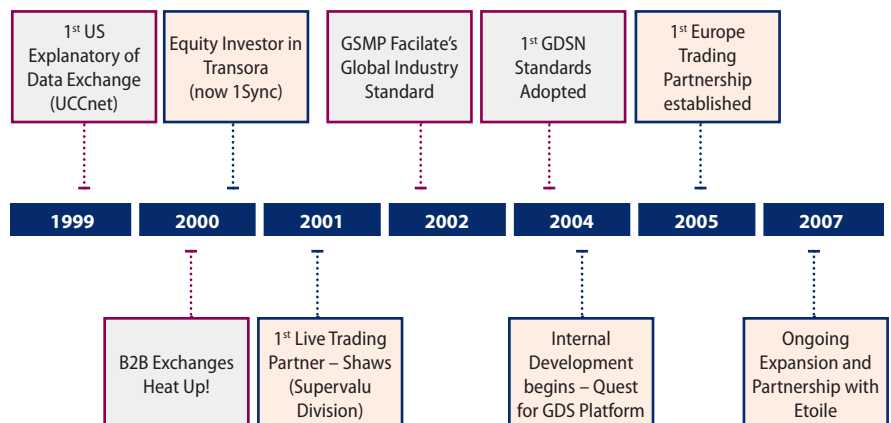 1st US
Explanatory of
Data Exchange
(UCCnet)
Equity Investor in
Transora
(now 1Sync)
GSMP Facilate's
Global Industry
Standard
1st GDSN
Standards
Adopted
1st Europe
Trading
Partnership
established
1999
2000
2001
2002
2004
2005
2007
B2B Exchanges
Heat Up!
1st Live Trading
Partner – Shaws
(Supervalu
Division)
Internal
Development
begins – Quest
for GDS Platform
Ongoing
Expansion and
Partnership with
Etoile